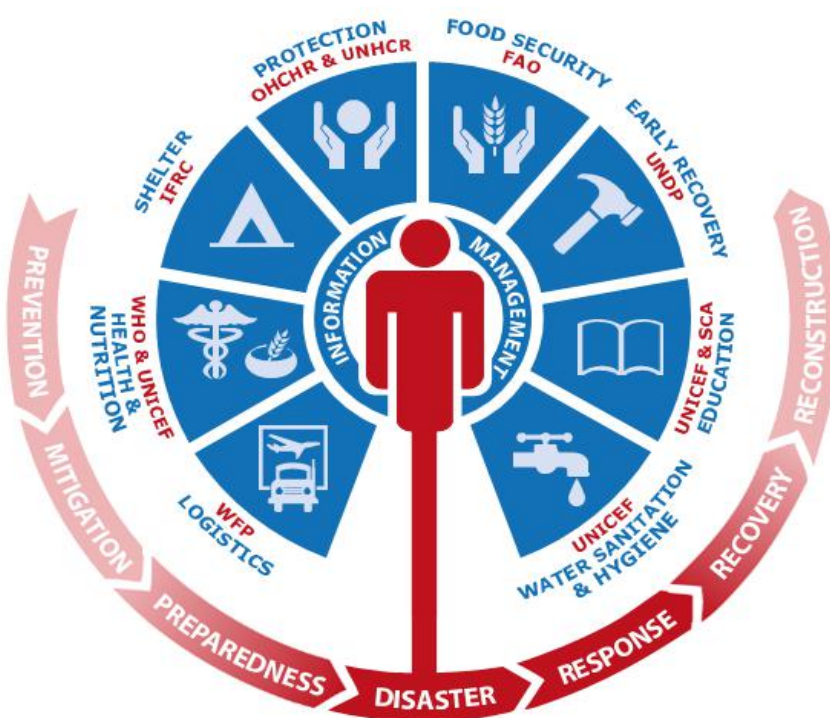 PROTECTION
OHCHR & UNHCR
FOOD SECURITY
FAO
EARLY RECOVERY
UNDP
UNICEF & SCA
EDUCATION
UNICEF
WATER SANITATION
& HYGIENE
WFP
LOGISTICS
WHO & UNICEF
HEALTH &
NUTRITION
SHELTER
IFRC
INFORMATION
MANAGEMENT
PREVENTION
MITIGATION
PREPAREDNESS
DISASTER
RESPONSE
RECOVERY
RECONSTRUCTION